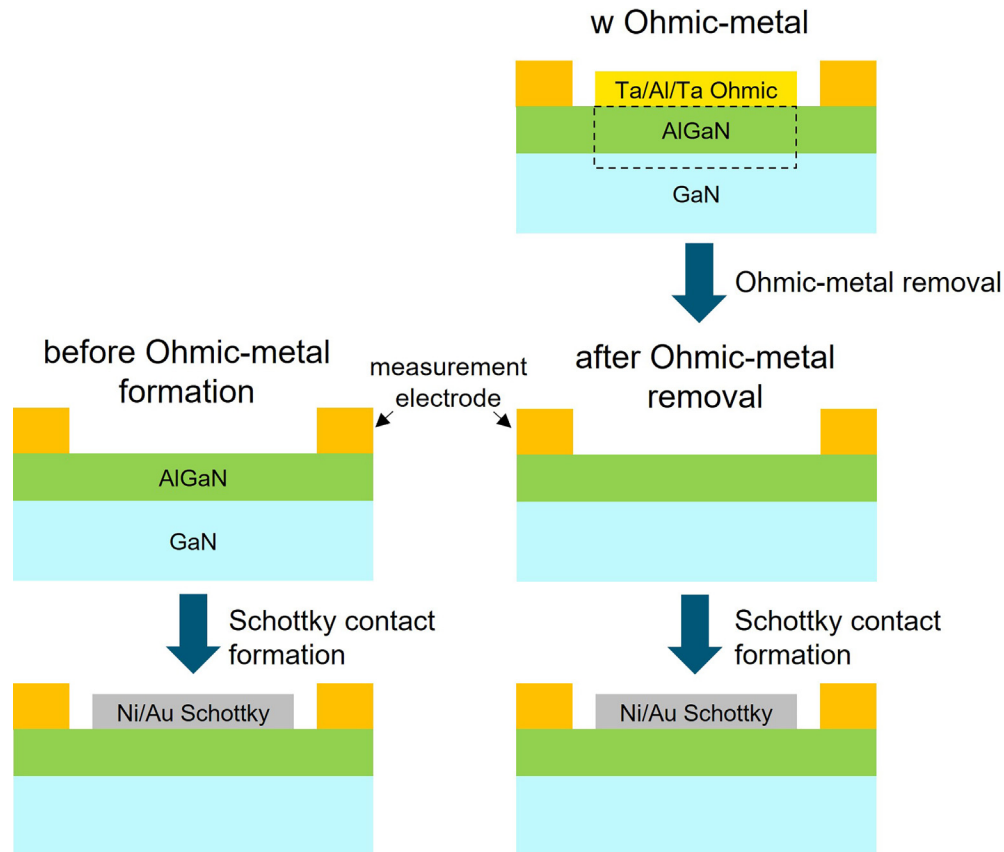 w Ohmic-metal
Ta/Al/Ta Ohmic
AlGaN
GaN
Ohmic-metal removal
before Ohmic-metal
formation
measurement
electrode
after Ohmic-metal
removal
AlGaN
GaN
Schottky contact
formation
Schottky contact
formation
Ni/Au Schottky
Ni/Au Schottky